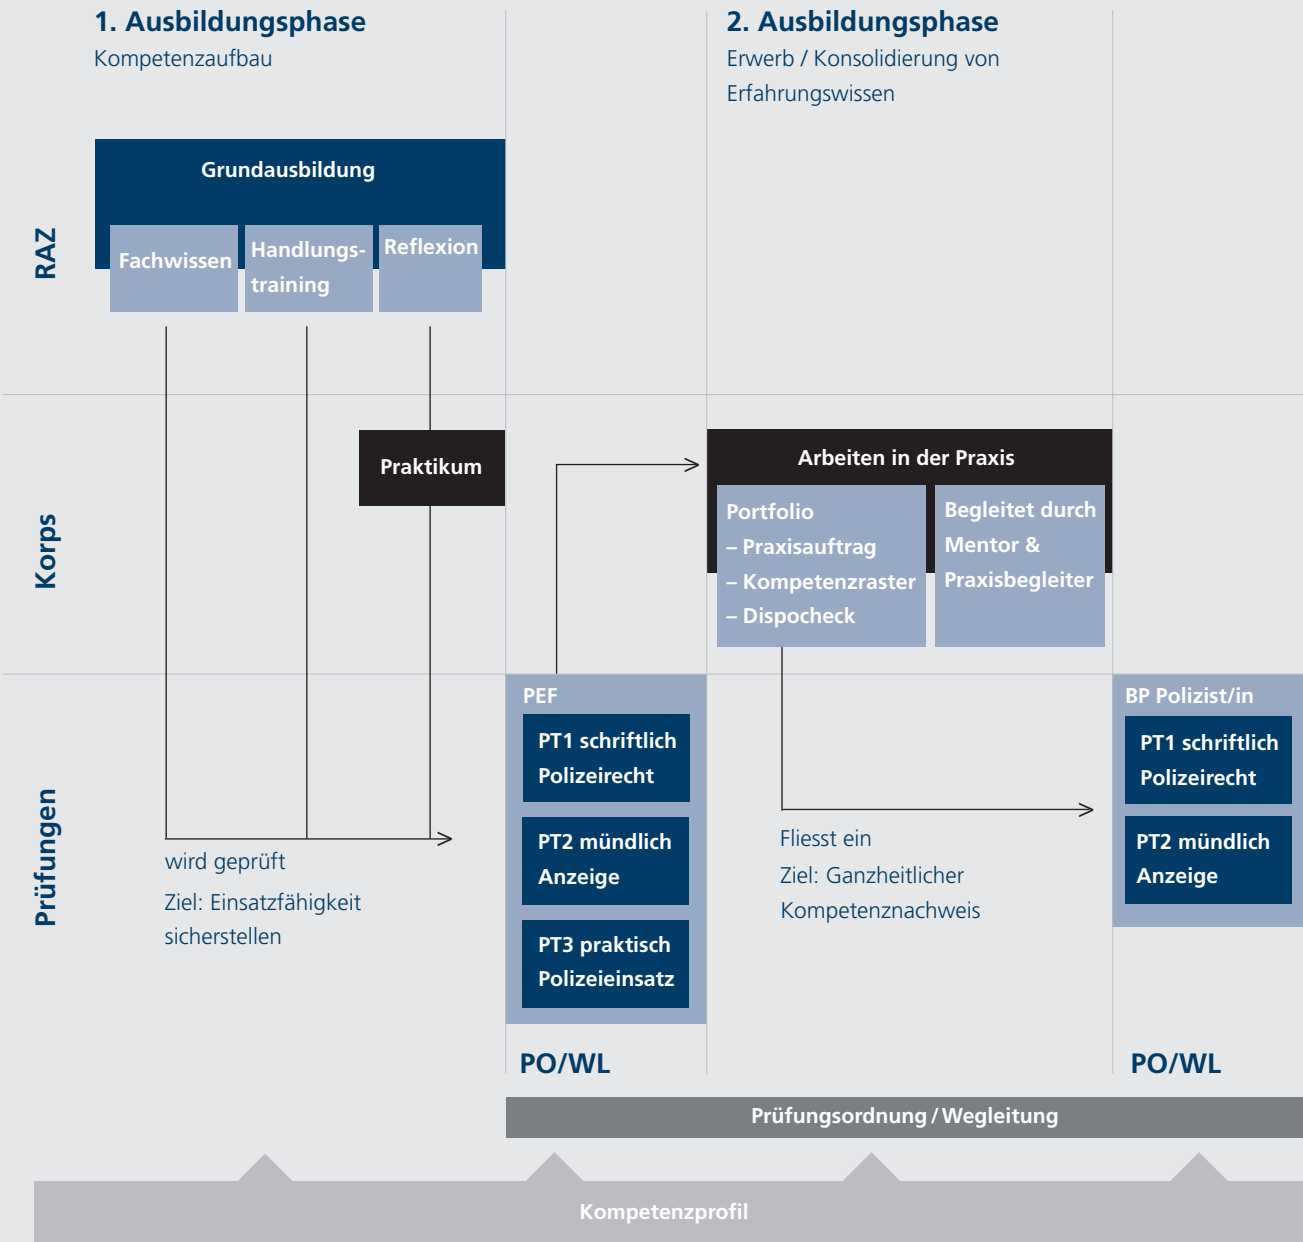 1. Ausbildungsphase
Kompetenzaufbau
2. Ausbildungsphase
Erwerb / Konsolidierung von
Erfahrungswissen
RAZ
Grundausbildung
Fachwissen
Handlungs-
training
Reflexion
Korps
Praktikum
Arbeiten in der Praxis
Portfolio
– Praxisauftrag
– Kompetenzraster
– Dispocheck
Begleitet durch
Mentor &
Praxisbegleiter
Prüfungen
wird geprüft
Ziel: Einsatzfähigkeit
sicherstellen
PEF
PT1 schriftlich
Polizeirecht
PT2 mündlich
Anzeige
PT3 praktisch
Polizeieinsatz
Fliesst ein
Ziel: Ganzheitlicher
Kompetenznachweis
BP Polizist/in
PT1 schriftlich
Polizeirecht
PT2 mündlich
Anzeige
PO/WL
PO/WL
Prüfungsordnung / Wegleitung
Kompetenzprofil